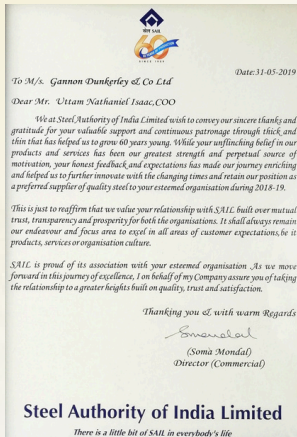 सेल SAIL
60
SINCE 1959
Date:31-05-2019
To M/s. Gannon Dunkerley & Co Ltd
Dear Mr. Uttam Nathaniel Isaac,COO
We at Steel Authority of India Limited wish to convey our sincere thanks and
gratitude for your valuable support and continuous patronage through thick and
thin that has helped us to grow 60 years young. While your unflinching belief in our
products and services has been our greatest strength and perpetual source of
motivation, your honest feedback and expectations has made our journey enriching
and helped us to further innovate with the changing times and retain our position as
a preferred supplier of quality steel to your esteemed organisation during 2018-19.
This is just to reaffirm that we value your relationship with SAIL built over mutual
trust, transparency and prosperity for both the organisations. It shall always remain
our endeavour and focus area to excel in all areas of customer expectations,be it
products, services or organisation culture.
SAIL is proud of its association with your esteemed organisation .As we move
forward in this journey of excellence, I on behalf of my Company assure you of taking
the relationship to a greater heights built on quality, trust and satisfaction.
Thanking you & with warm Regards
(Soma Mondal)
Director (Commercial)
Steel Authority of India Limited
There is a little bit of SAIL in everybody's life